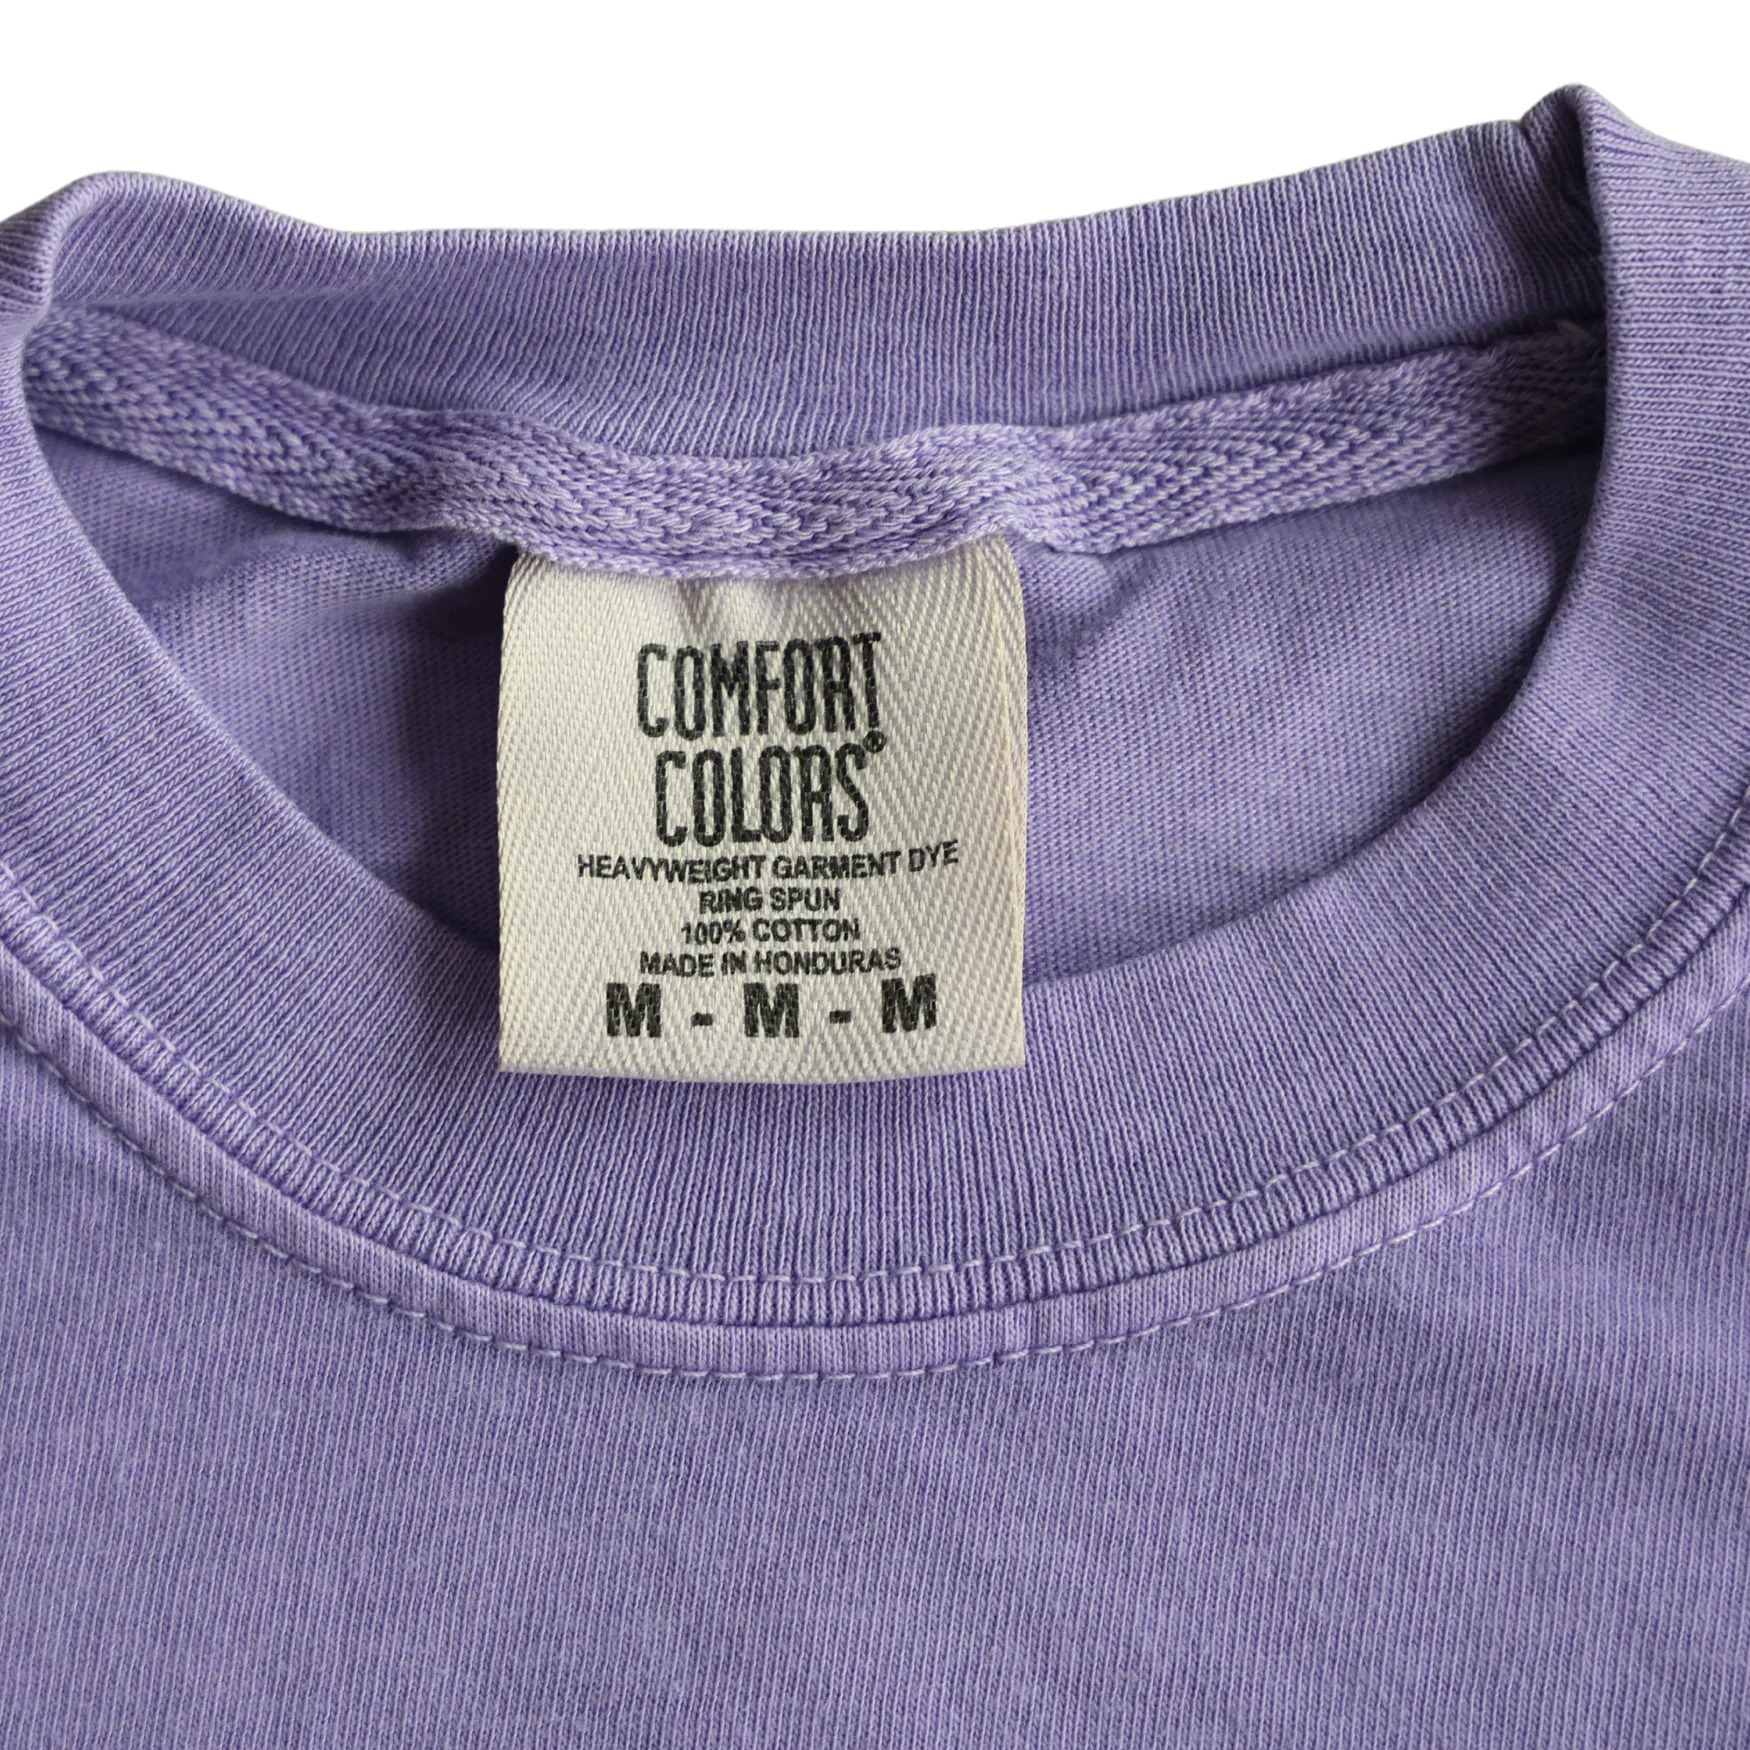 COMFORT
COLORS®
HEAVYWEIGHT GARMENT DYE
RING SPUN
100% COTTON
MADE IN HONDURAS
M - M - M